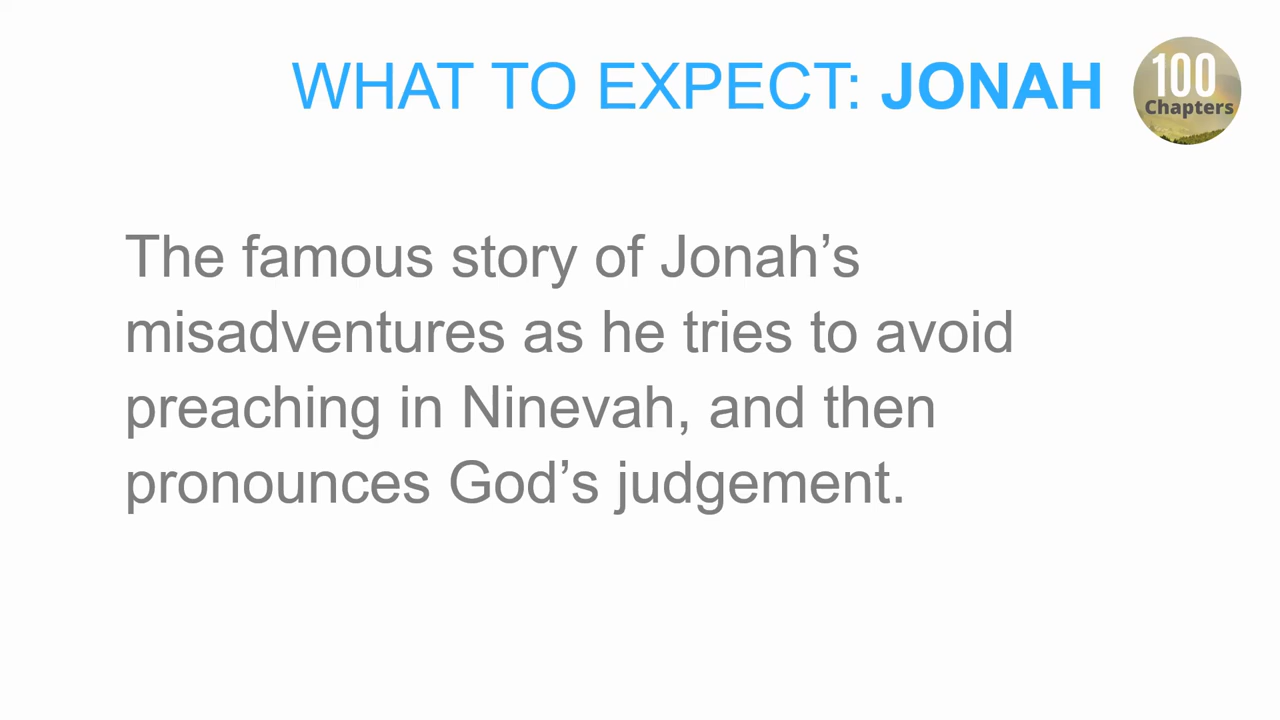 WHAT TO EXPECT: JONAH
100
Chapters
The famous story of Jonah’s
misadventures as he tries to avoid
preaching in Ninevah, and then
pronounces God’s judgement.